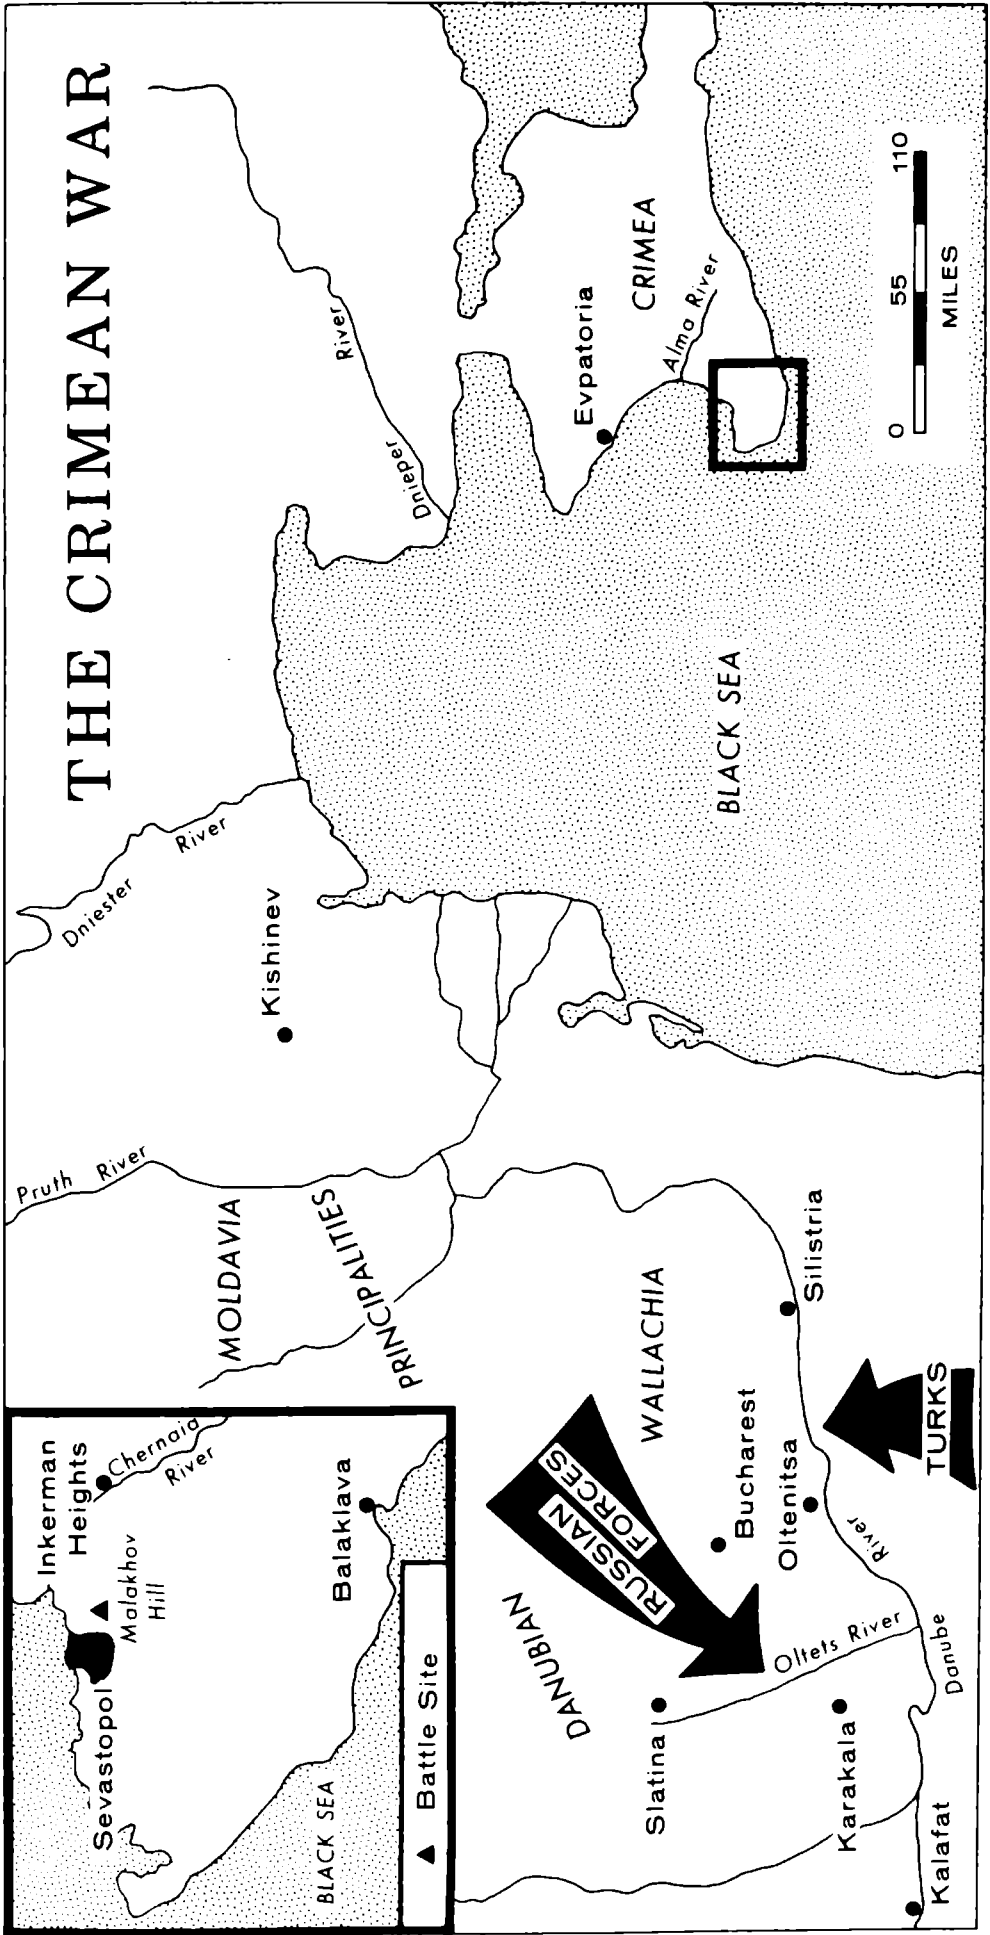 THE CRIMEAN WAR
Inkerman
Heights
Chernaia
River
Malakhov
Hill
Sevastopol
Balaklava
BLACK SEA
▲ Battle Site
Pruth River
Dniester
River
Kishinev
MOLDAVIA
DANUBIAN
PRINCIPALITIES
WALLACHIA
RUSSIAN
FORCES
Slatina
Karakala
Kalafat
Oltets River
Danube
River
Bucharest
Oltenitsa
Silistria
TURKS
BLACK SEA
Dnieper
River
Evpatoria
CRIMEA
Alma River
0 55 110
MILES